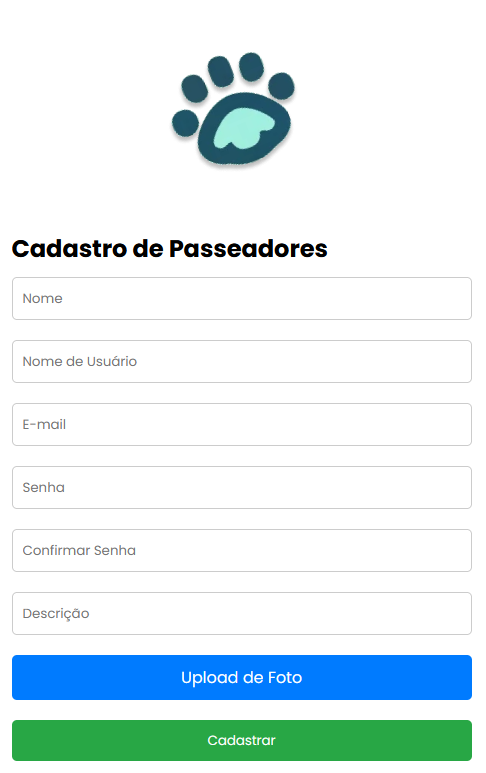 Cadastro de Passeadores
Nome
Nome de Usuário
E-mail
Senha
Confirmar Senha
Descrição
Upload de Foto
Cadastrar